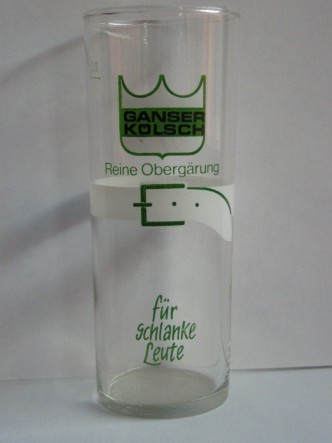 GANSER
KÖLSCH
Reine Obergärung
für
schlanke
Leute